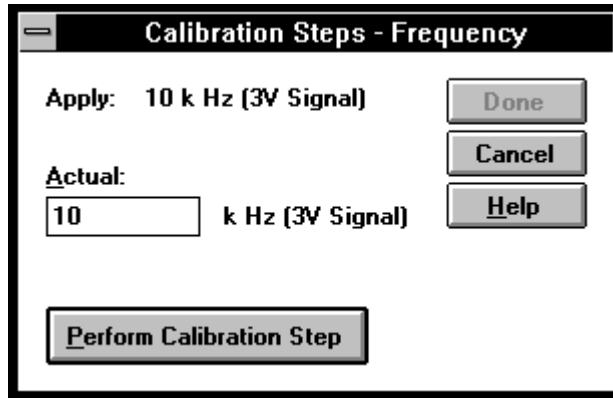 Calibration Steps - Frequency
Apply: 10 k Hz (3V Signal)
Done
Cancel
Actual:
Help
10 k Hz (3V Signal)
Perform Calibration Step